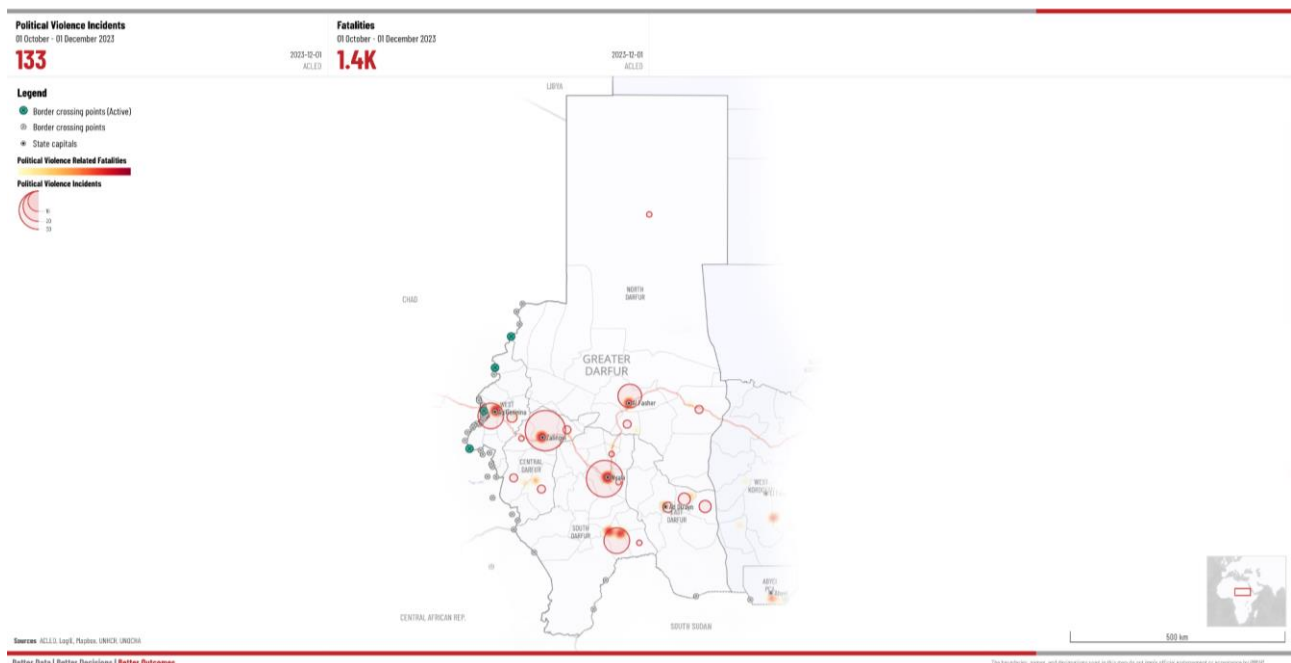 Political Violence Incidents
01 October - 01 December 2023
133
2023-12-01
ACLED
Fatalities
01 October - 01 December 2023
1.4K
2023-12-01
ACLED
Legend
Border crossing points (Active)
Border crossing points
State capitals
Political Violence Related Fatalities
Political Violence Incidents
LIBYA
CHAD
NORTH
DARFUR
GREATER
DARFUR
WEST
Geneina
Fasher
Zalingei
CENTRAL
DARFUR
Nyala
WEST
EAST
DARFUR
SOUTH
DARFUR
ABYEI
PCA
CENTRAL AFRICAN REP.
SOUTH SUDAN
500 km
Sources ACLED, LogIE, Mapbox, UNHCR, UNOCHA
Better Data | Better Decisions | Better Outcomes